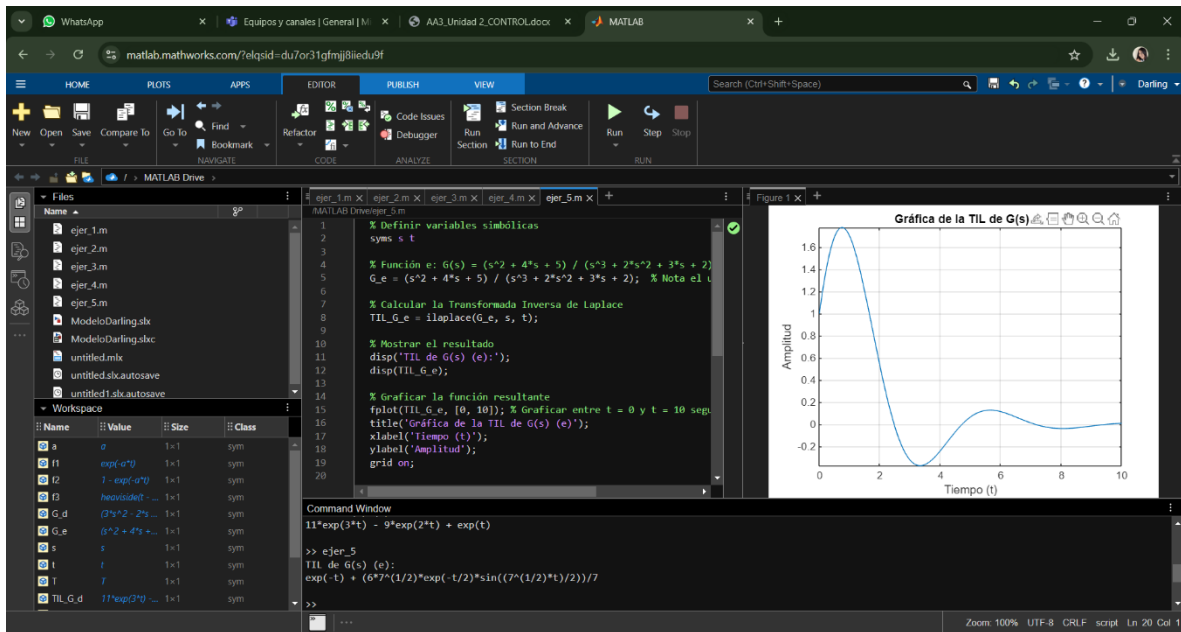 WhatsApp
Equipos y canales | General | Mi
AA3_Unidad 2_CONTROL.docx
MATLAB
matlab.mathworks.com/?elqsid=du7or31gfmjj8iiedu9f
HOME PLOTS APPS EDITOR PUBLISH VIEW
Search (Ctrl+Shift+Space)
Darling
New Open Save Compare To
Go To Find
Bookmark
Refactor
Code Issues
Debugger
Run Section
Section Break
Run and Advance
Run to End
Run Step Stop
FILE NAVIGATE CODE ANALYZE SECTION RUN
/ > MATLAB Drive >
Files
Name
ejer_1.m
ejer_2.m
ejer_3.m
ejer_4.m
ejer_5.m
ModeloDarling.slx
ModeloDarling.slxc
untitled.mlx
untitled.slx.autosave
untitled1.slx.autosave
Workspace
Name Value Size Class
a a 1×1 sym
f1 exp(-a*t) 1×1 sym
f2 1 - exp(-a*t) 1×1 sym
f3 heaviside(t - ... 1×1 sym
G_d (3*s^2 - 2*s ... 1×1 sym
G_e (s^2 + 4*s +... 1×1 sym
s s 1×1 sym
t t 1×1 sym
T T 1×1 sym
TIL_G_d 11*exp(3*t) -... 1×1 sym
ejer_1.m ejer_2.m ejer_3.m ejer_4.m ejer_5.m
/MATLAB Drive/ejer_5.m
1 % Definir variables simbólicas
2 syms s t
3
4 % Función e: G(s) = (s^2 + 4*s + 5) / (s^3 + 2*s^2 + 3*s + 2)
5 G_e = (s^2 + 4*s + 5) / (s^3 + 2*s^2 + 3*s + 2); % Nota el u
6
7 % Calcular la Transformada Inversa de Laplace
8 TIL_G_e = ilaplace(G_e, s, t);
9
10 % Mostrar el resultado
11 disp('TIL de G(s) (e):');
12 disp(TIL_G_e);
13
14 % Graficar la función resultante
15 fplot(TIL_G_e, [0, 10]); % Graficar entre t = 0 y t = 10 segu
16 title('Gráfica de la TIL de G(s) (e)');
17 xlabel('Tiempo (t)');
18 ylabel('Amplitud');
19 grid on;
20
Figure 1
Gráfica de la TIL de G(s)
1.6
1.4
1.2
1
0.8
0.6
0.4
0.2
0
-0.2
Amplitud
0 2 4 6 8 10
Tiempo (t)
Command Window
11*exp(3*t) - 9*exp(2*t) + exp(t)
>> ejer_5
TIL de G(s) (e):
exp(-t) + (6*7^(1/2)*exp(-t/2)*sin((7^(1/2)*t)/2))/7
>>
Zoom: 100% UTF-8 CRLF script Ln 20 Col 1